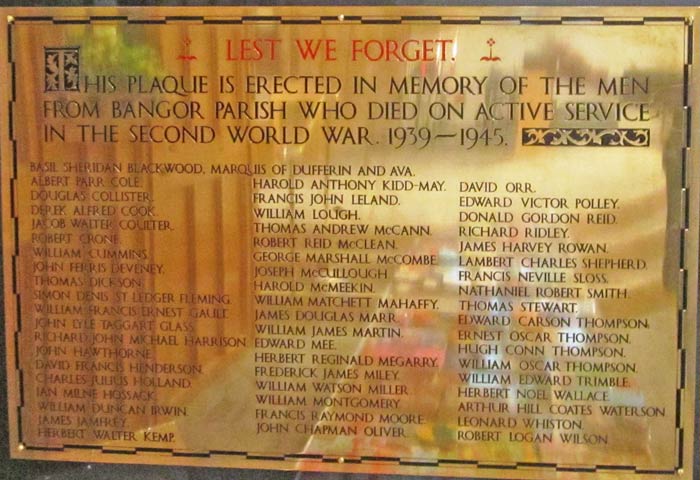 LEST WE FORGET.
THIS PLAQUE IS ERECTED IN MEMORY OF THE MEN
FROM BANGOR PARISH WHO DIED ON ACTIVE SERVICE
IN THE SECOND WORLD WAR. 1939–1945.
BASIL SHERIDAN BLACKWOOD, MARQUIS OF DUFFERIN AND AVA.
ALBERT PARR COLE.
DOUGLAS COLLISTER.
DEREK ALFRED COOK.
JACOB WALTER COULTER.
ROBERT CRONE.
WILLIAM CUMMINS.
JOHN FERRIS DEVENEY.
THOMAS DICKSON.
SIMON DENIS ST LEDGER FLEMING.
WILLIAM FRANCIS ERNEST GAULT.
JOHN LYLE TAGGART GLASS.
RICHARD JOHN MICHAEL HARRISON
JOHN HAWTHORNE.
DAVID FRANCIS HENDERSON.
CHARLES JULIUS HOLLAND.
IAN MILNE HOSSACK.
WILLIAM DUNCAN IRWIN.
JAMES JAMFREY.
HERBERT WALTER KEMP.
HAROLD ANTHONY KIDD-MAY.
FRANCIS JOHN LELAND.
WILLIAM LOUGH.
THOMAS ANDREW McCANN.
ROBERT REID McCLEAN.
GEORGE MARSHALL McCOMBE.
JOSEPH McCULLOUGH.
HAROLD McMEEKIN.
WILLIAM MATCHETT MAHAFFY.
JAMES DOUGLAS MARR.
WILLIAM JAMES MARTIN.
EDWARD MEE.
HERBERT REGINALD MEGARRY.
FREDERICK JAMES MILEY.
WILLIAM WATSON MILLER.
WILLIAM MONTGOMERY
FRANCIS RAYMOND MOORE.
JOHN CHAPMAN OLIVER.
DAVID ORR.
EDWARD VICTOR POLLEY.
DONALD GORDON REID.
RICHARD RIDLEY.
JAMES HARVEY ROWAN.
LAMBERT CHARLES SHEPHERD.
FRANCIS NEVILLE SLOSS.
NATHANIEL ROBERT SMITH.
THOMAS STEWART.
EDWARD CARSON THOMPSON.
ERNEST OSCAR THOMPSON.
HUGH CONN THOMPSON.
WILLIAM OSCAR THOMPSON.
WILLIAM EDWARD TRIMBLE.
HERBERT NOEL WALLACE.
ARTHUR HILL COATES WATERSON
LEONARD WHISTON.
ROBERT LOGAN WILSON.